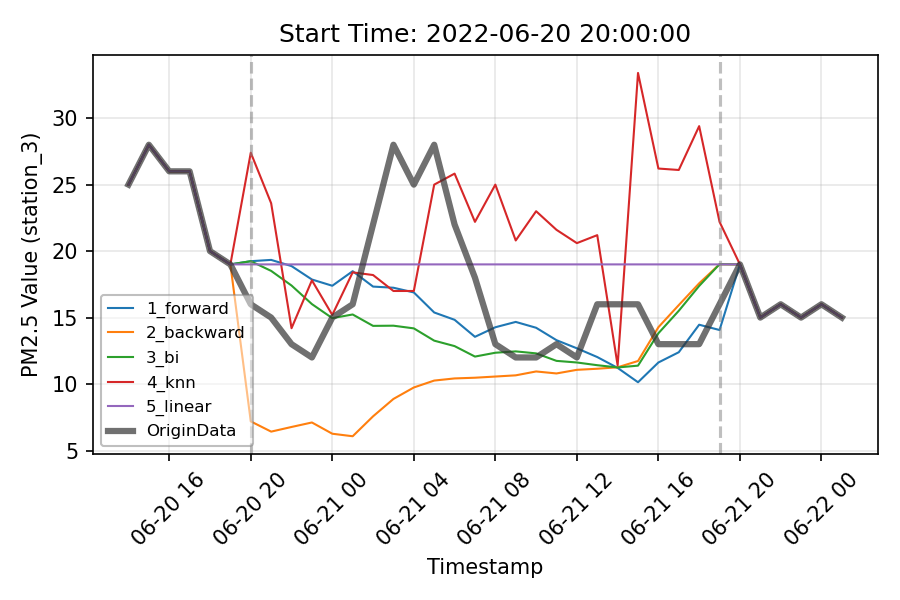 Start Time: 2022-06-20 20:00:00
PM2.5 Value (station_3)
30
25
20
15
10
5
1_forward
2_backward
3_bi
4_knn
5_linear
OriginData
06-20 16
06-20 20
06-21 00
06-21 04
06-21 08
06-21 12
06-21 16
06-21 20
06-22 00
Timestamp